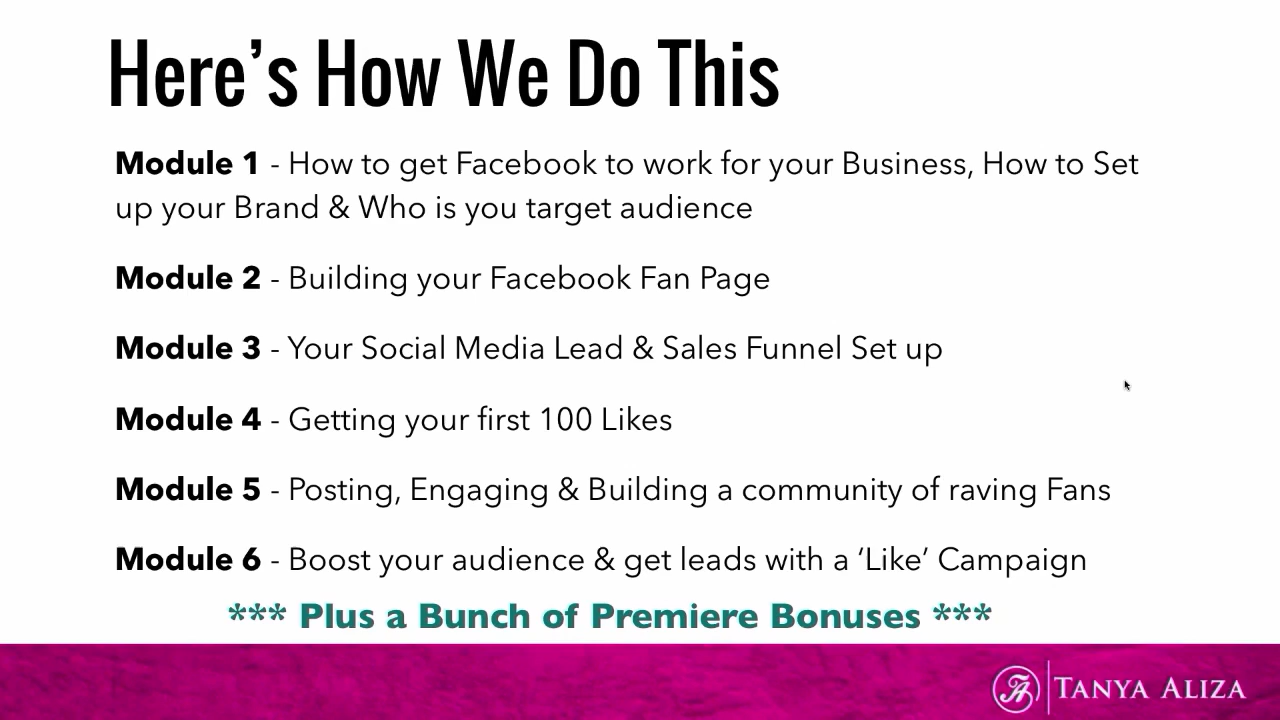 Here’s How We Do This
Module 1 - How to get Facebook to work for your Business, How to Set
up your Brand & Who is you target audience
Module 2 - Building your Facebook Fan Page
Module 3 - Your Social Media Lead & Sales Funnel Set up
Module 4 - Getting your first 100 Likes
Module 5 - Posting, Engaging & Building a community of raving Fans
Module 6 - Boost your audience & get leads with a ‘Like’ Campaign
*** Plus a Bunch of Premiere Bonuses ***
TANYA ALIZA